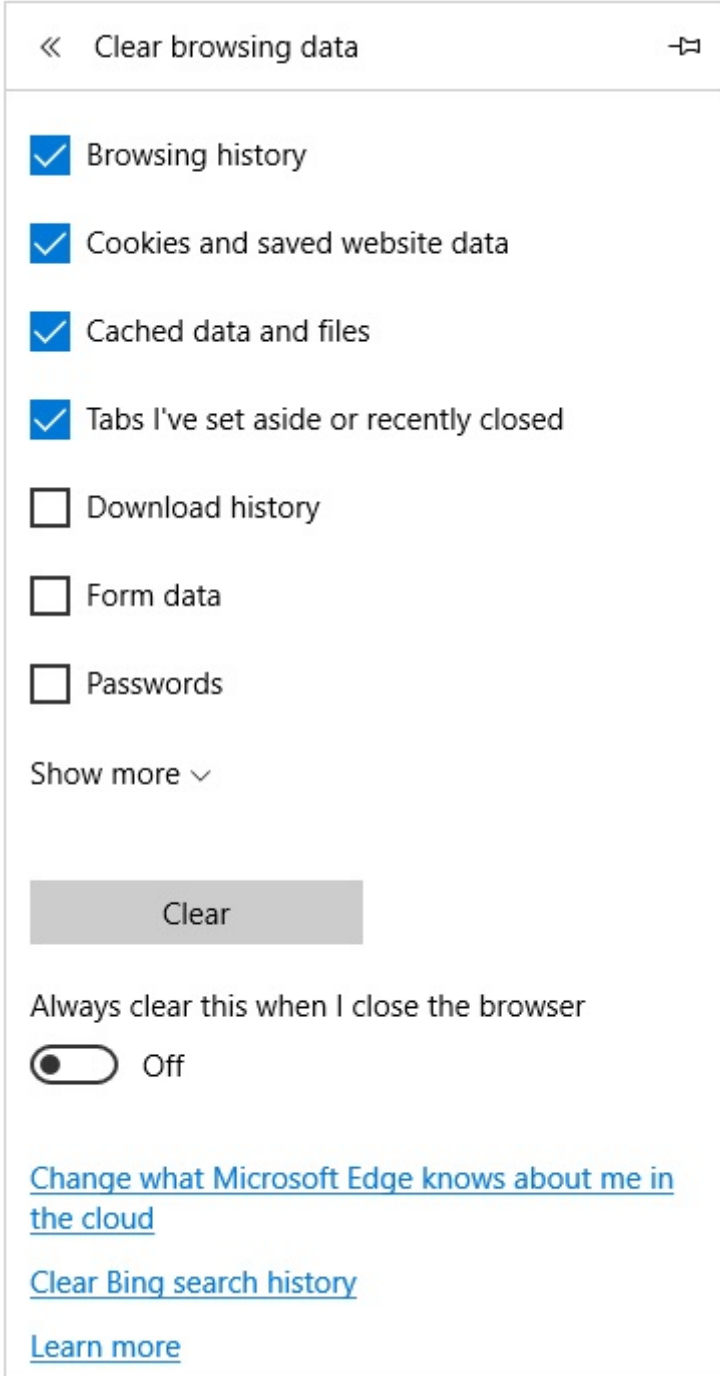 Clear browsing data
Browsing history
Cookies and saved website data
Cached data and files
Tabs I've set aside or recently closed
Download history
Form data
Passwords
Show more
Clear
Always clear this when I close the browser
Off
Change what Microsoft Edge knows about me in
the cloud
Clear Bing search history
Learn more